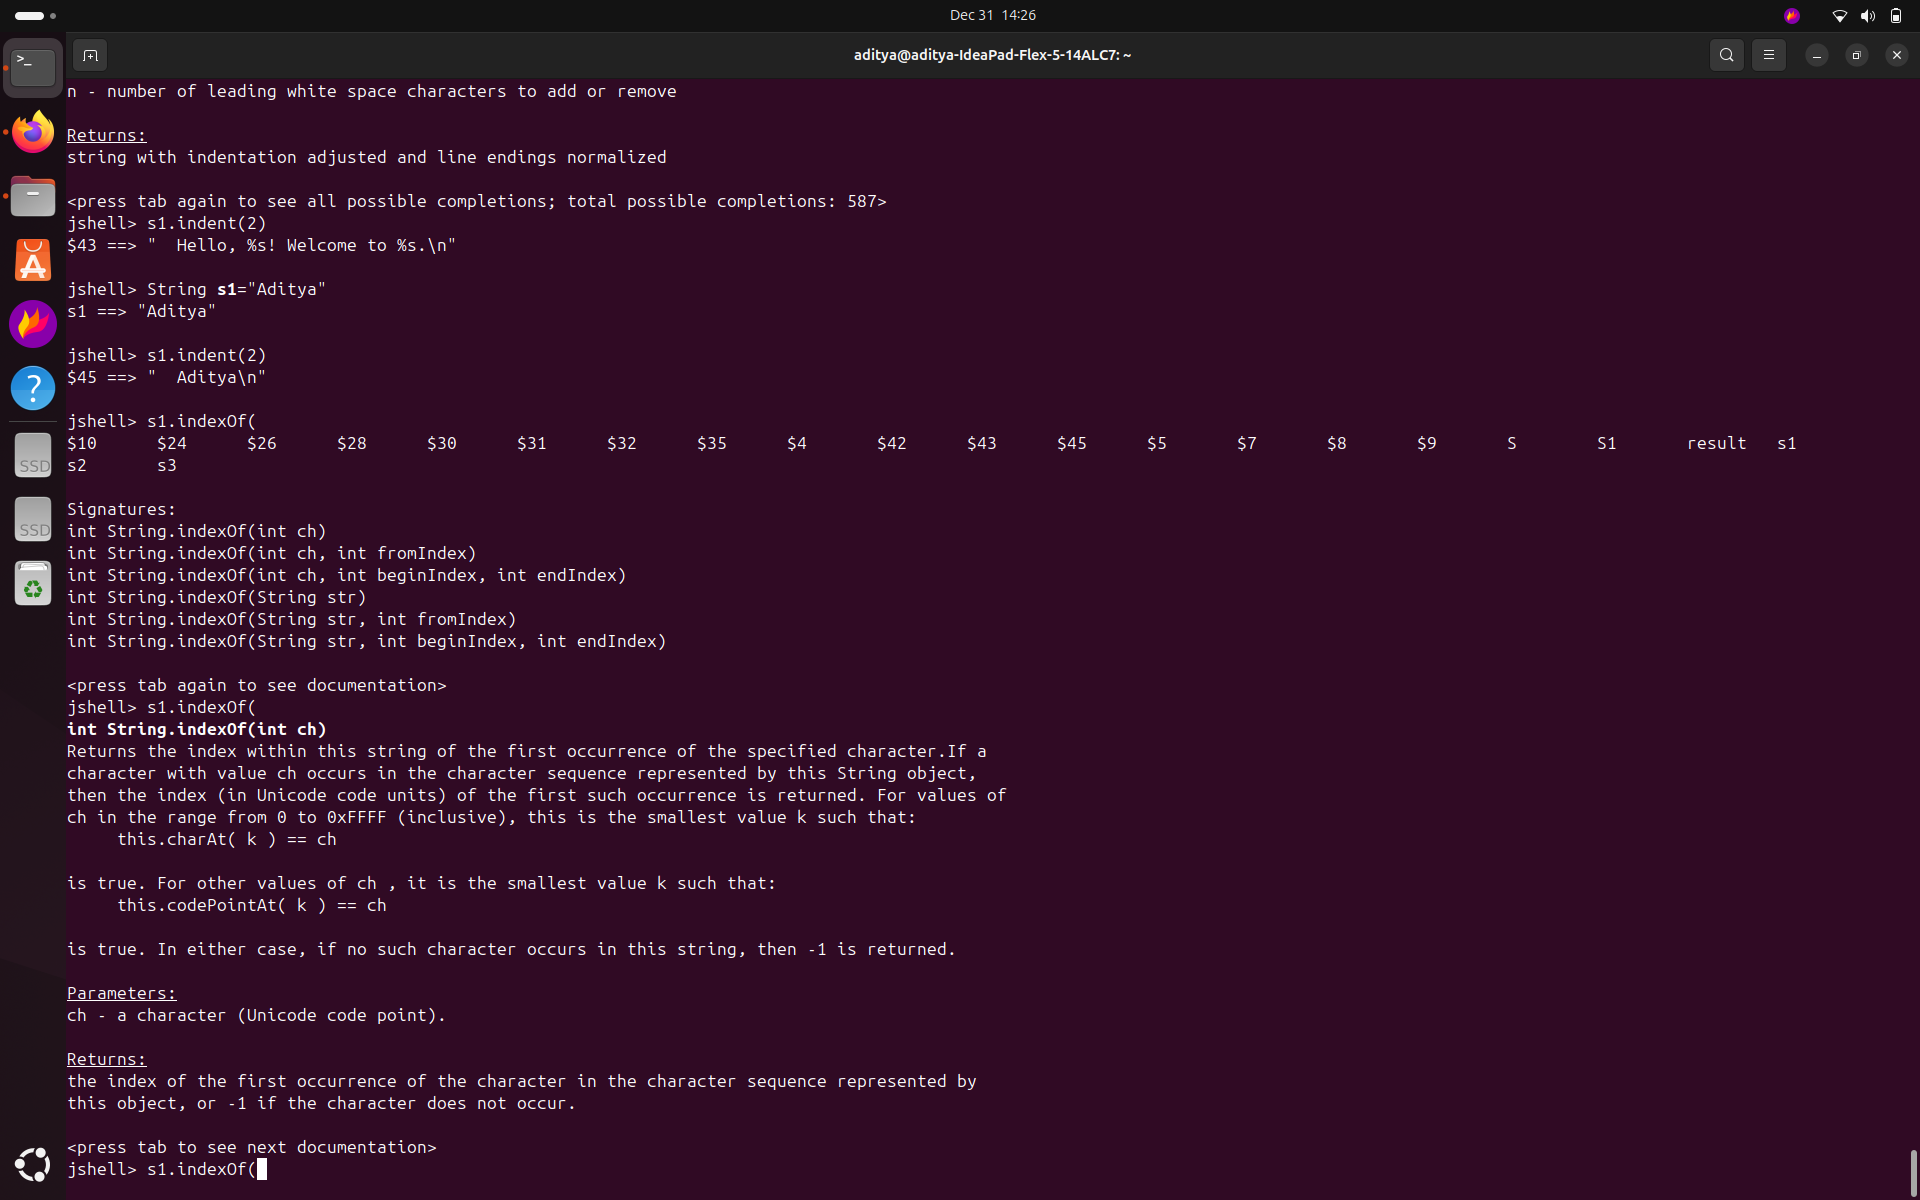 Dec 31 14:26
aditya@aditya-IdeaPad-Flex-5-14ALC7: ~
>_
n - number of leading white space characters to add or remove
Returns:
string with indentation adjusted and line endings normalized
<press tab again to see all possible completions; total possible completions: 587>
jshell> s1.indent(2)
$43 ==> "  Hello, %s! Welcome to %s.\n"
jshell> String s1="Aditya"
s1 ==> "Aditya"
jshell> s1.indent(2)
$45 ==> "  Aditya\n"
jshell> s1.indexOf(
$10 $24 $26 $28 $30 $31 $32 $35 $4 $42 $43 $45 $5 $7 $8 $9 S S1 result s1
s2 s3
Signatures:
int String.indexOf(int ch)
int String.indexOf(int ch, int fromIndex)
int String.indexOf(int ch, int beginIndex, int endIndex)
int String.indexOf(String str)
int String.indexOf(String str, int fromIndex)
int String.indexOf(String str, int beginIndex, int endIndex)
<press tab again to see documentation>
jshell> s1.indexOf(
int String.indexOf(int ch)
Returns the index within this string of the first occurrence of the specified character.If a
character with value ch occurs in the character sequence represented by this String object,
then the index (in Unicode code units) of the first such occurrence is returned. For values of
ch in the range from 0 to 0xFFFF (inclusive), this is the smallest value k such that:
this.charAt( k ) == ch
is true. For other values of ch , it is the smallest value k such that:
this.codePointAt( k ) == ch
is true. In either case, if no such character occurs in this string, then -1 is returned.
Parameters:
ch - a character (Unicode code point).
Returns:
the index of the first occurrence of the character in the character sequence represented by
this object, or -1 if the character does not occur.
<press tab to see next documentation>
jshell> s1.indexOf(
SSD
SSD